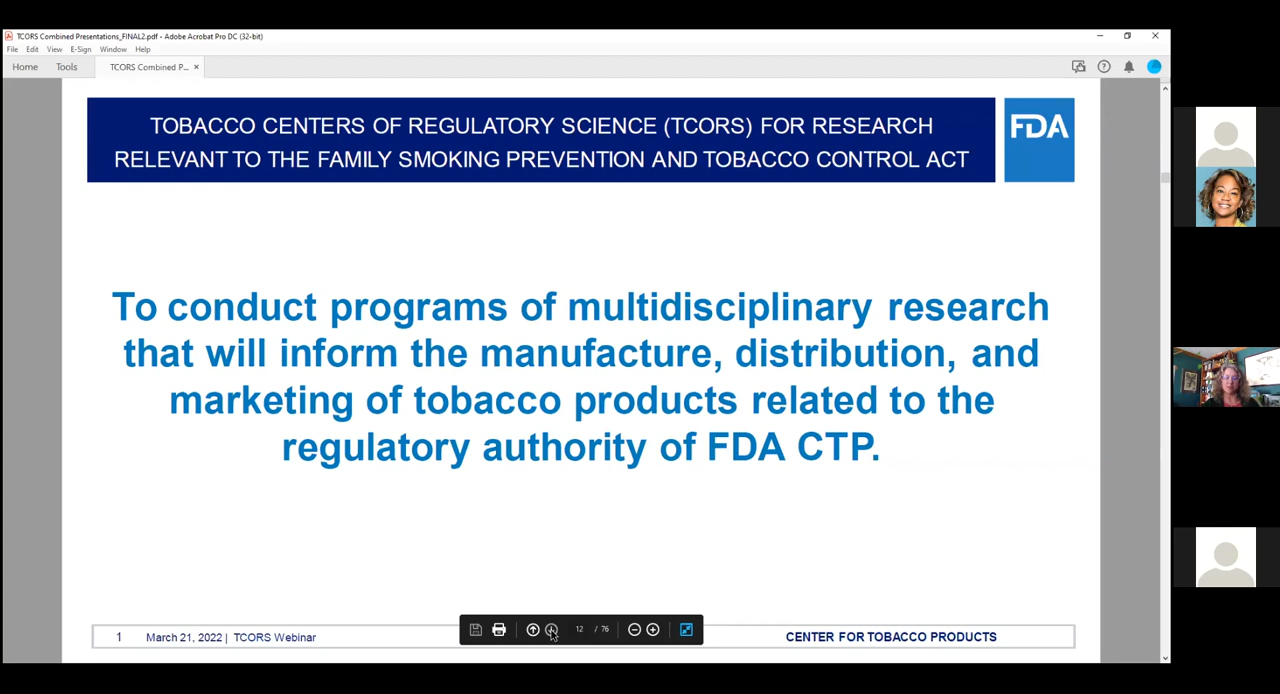 TCORS Combined Presentations_FINAL2.pdf - Adobe Acrobat Pro DC (32-bit)
File Edit View E-Sign Window Help
Home Tools TCORS Combined P...
TOBACCO CENTERS OF REGULATORY SCIENCE (TCORS) FOR RESEARCH
RELEVANT TO THE FAMILY SMOKING PREVENTION AND TOBACCO CONTROL ACT
FDA
To conduct programs of multidisciplinary research
that will inform the manufacture, distribution, and
marketing of tobacco products related to the
regulatory authority of FDA CTP.
1 March 21, 2022 | TCORS Webinar
12 / 76
CENTER FOR TOBACCO PRODUCTS